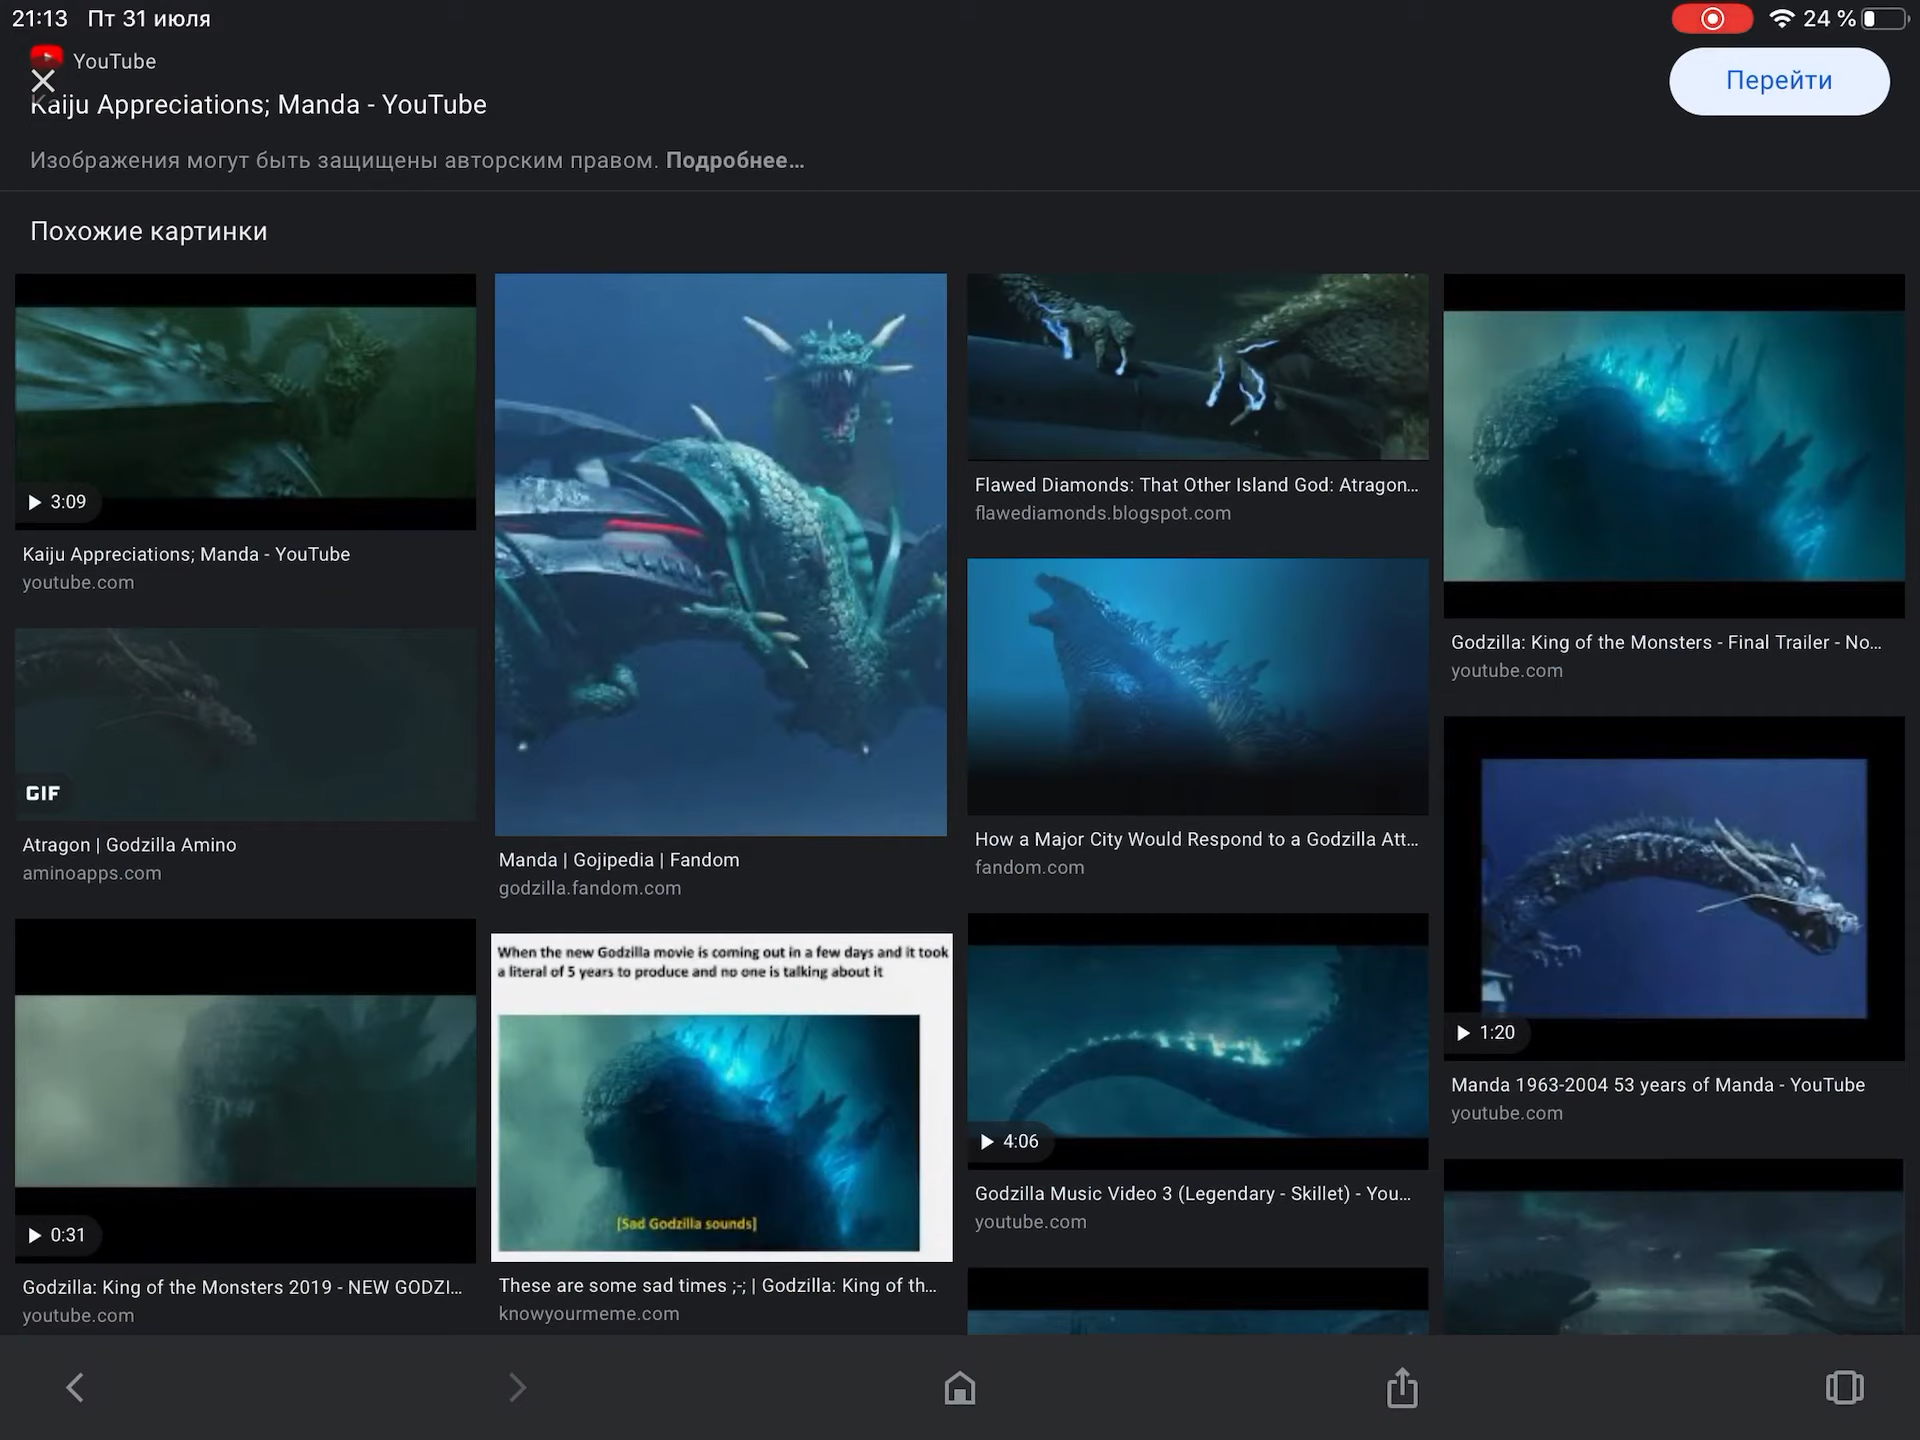 21:13 Пт 31 июля
24 %
YouTube
Kaiju Appreciations; Manda - YouTube
Перейти
Изображения могут быть защищены авторским правом. Подробнее...
Похожие картинки
3:09
Kaiju Appreciations; Manda - YouTube
youtube.com
GIF
Atragon | Godzilla Amino
aminoapps.com
0:31
Godzilla: King of the Monsters 2019 - NEW GODZI...
youtube.com
Manda | Gojipedia | Fandom
godzilla.fandom.com
When the new Godzilla movie is coming out in a few days and it took
a literal of 5 years to produce and no one is talking about it
[Sad Godzilla sounds]
These are some sad times ;-; | Godzilla: King of th...
knowyourmeme.com
Flawed Diamonds: That Other Island God: Atragon...
flawediamonds.blogspot.com
How a Major City Would Respond to a Godzilla Att...
fandom.com
4:06
Godzilla Music Video 3 (Legendary - Skillet) - You...
youtube.com
Godzilla: King of the Monsters - Final Trailer - No...
youtube.com
1:20
Manda 1963-2004 53 years of Manda - YouTube
youtube.com